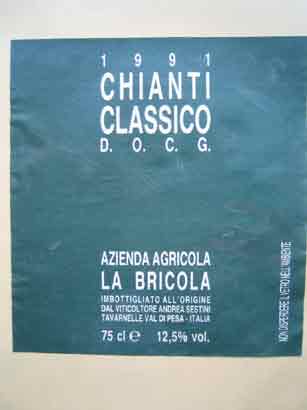 1991
CHIANTI
CLASSICO
D. O. C. G.
AZIENDA AGRICOLA
LA BRICOLA
IMBOTTIGLIATO ALL'ORIGINE
DAL VITICOLTORE ANDREA SESTINI
TAVARNELLE VAL DI PESA - ITALIA
75 cl e 12,5% vol.
NON DISPERDERE IL VETRO NELL'AMBIENTE